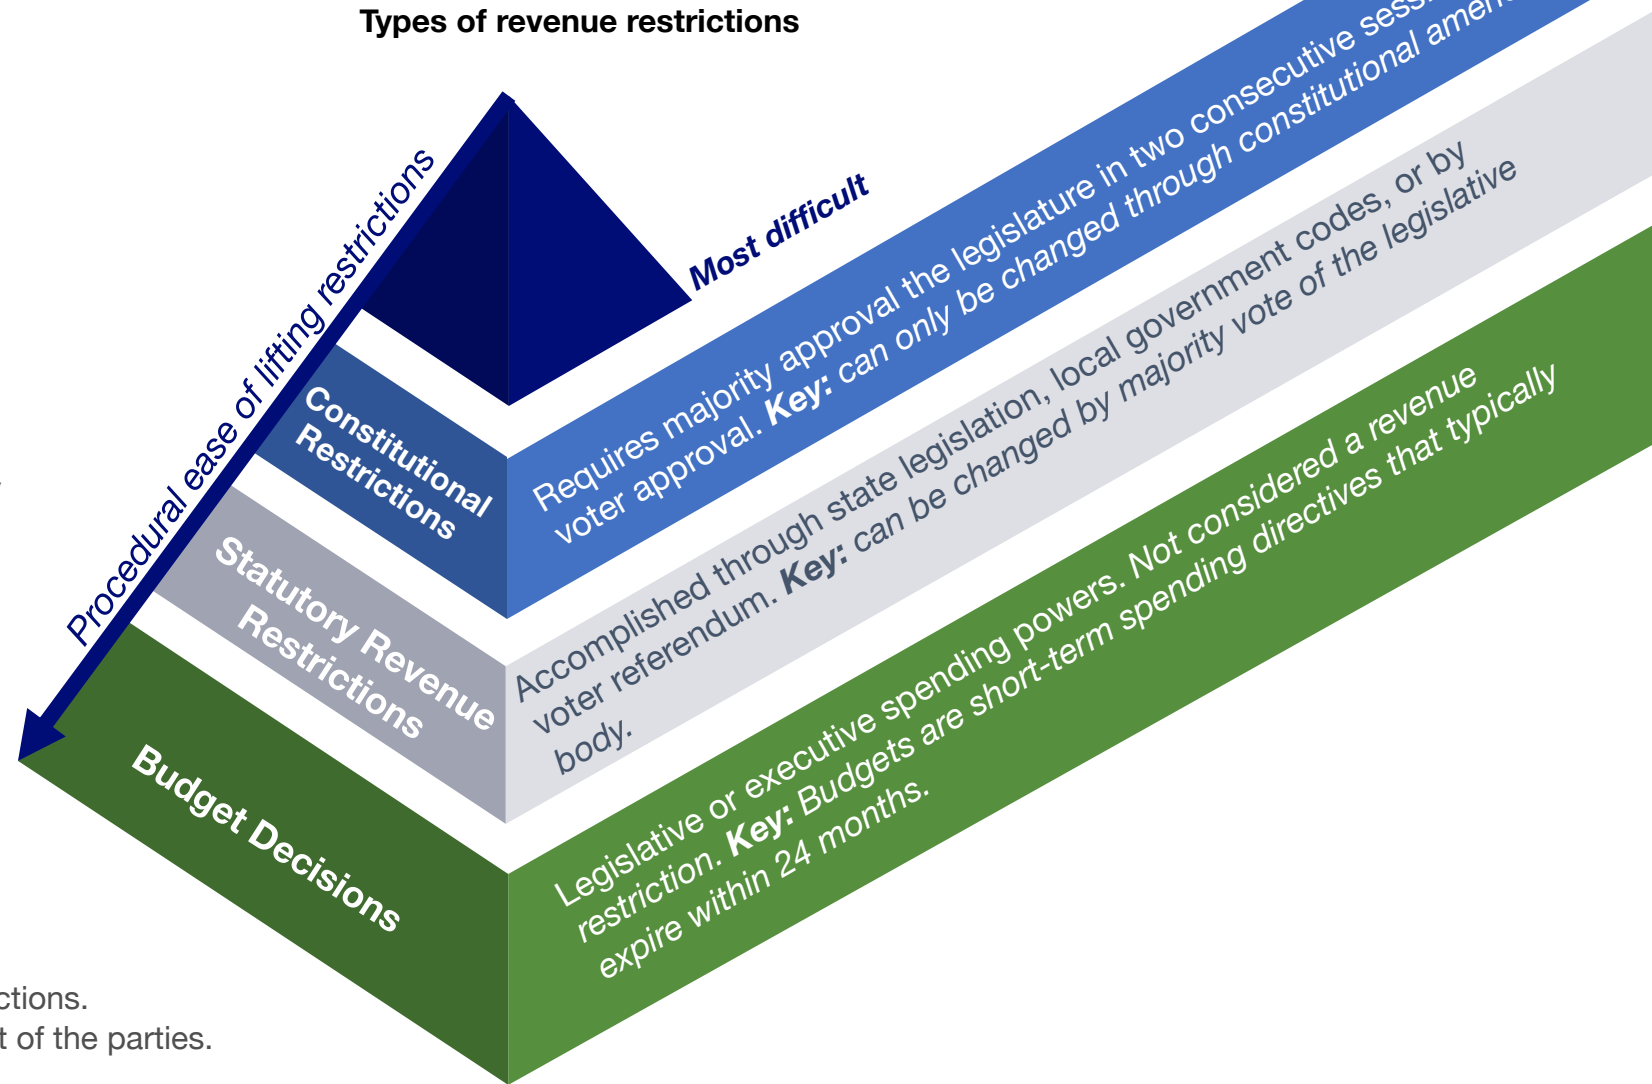 Types of revenue restrictions
Procedural ease of lifting restrictions
Most difficult
Constitutional
Restrictions
Requires majority approval the legislature in two consecutive
voter approval. Key: can only be changed through constitutional
Statutory Revenue
Restrictions
Accomplished through state legislation, local government codes, or by
voter referendum. Key: can be changed by majority vote of the legislative
body.
Budget Decisions
Legislative or executive spending powers. Not considered a revenue
restriction. Key: Budgets are short-term spending directives that typically
expire within 24 months.
ctions.
t of the parties.